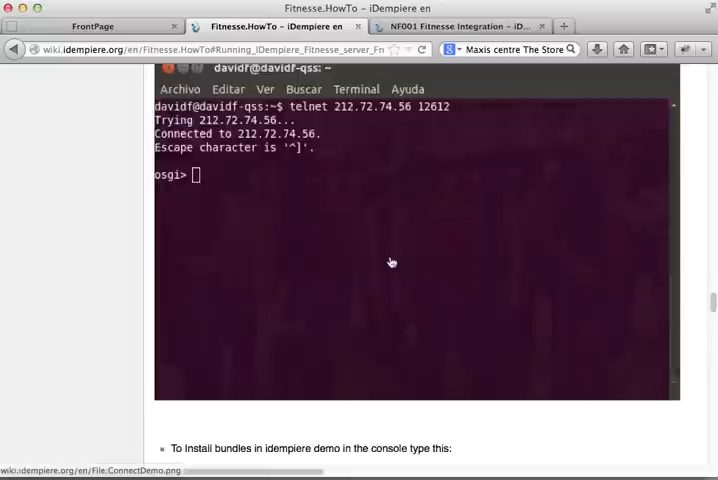 Fitnesse.HowTo - iDempiere en
FrontPage
Fitnesse.HowTo - iDempiere en
NF001 Fitnesse Integration - iD...
wiki.idempiere.org/en/Fitnesse.HowTo#Running_IDempiere_Fitnesse_server_Fr
Maxis centre The Store
davidf@davidf-qss: ~
Archivo Editar Ver Buscar Terminal Ayuda
davidf@davidf-qss:~$ telnet 212.72.74.56 12612
Trying 212.72.74.56...
Connected to 212.72.74.56.
Escape character is '^]'.
osgi>
To Install bundles in idempiere demo in the console type this:
wiki.idempiere.org/en/File:ConnectDemo.png